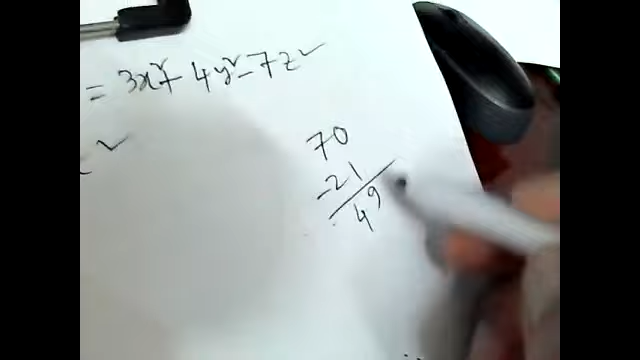 = 3x² - 4y² - 7z²
70
-21
49